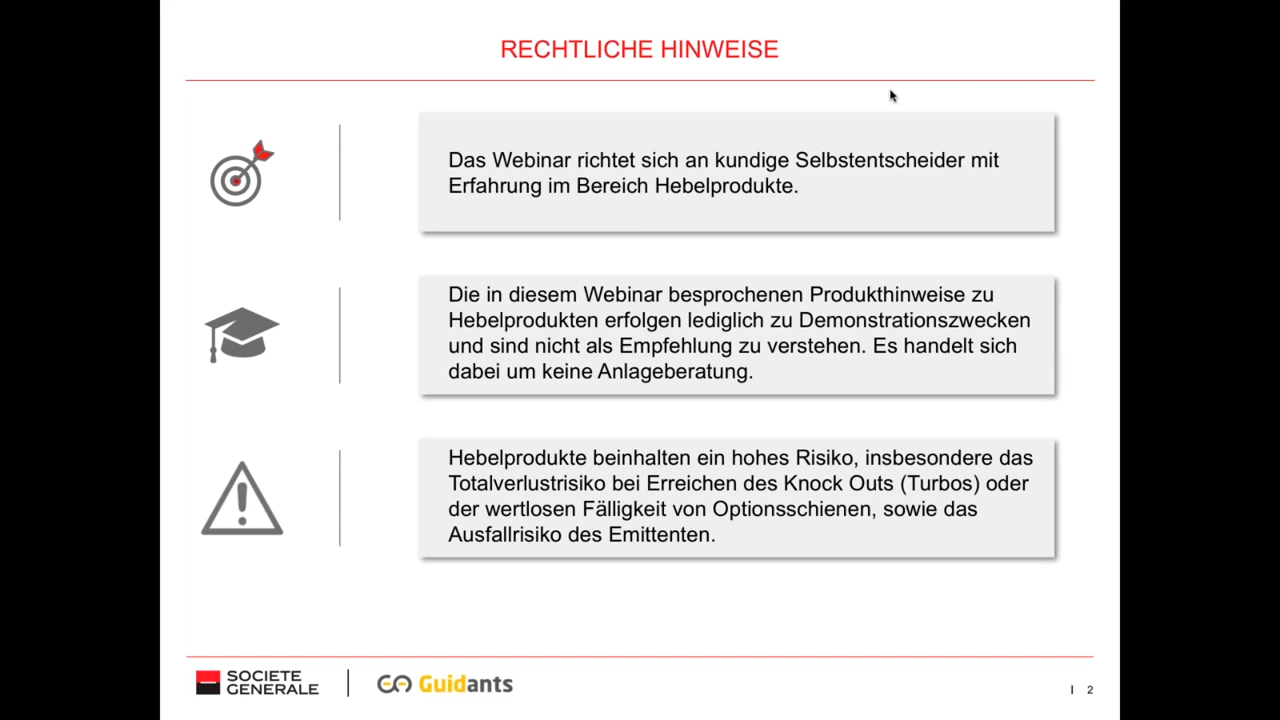 RECHTLICHE HINWEISE
Das Webinar richtet sich an kundige Selbstentscheider mit
Erfahrung im Bereich Hebelprodukte.
Die in diesem Webinar besprochenen Produkthinweise zu
Hebelprodukten erfolgen lediglich zu Demonstrationszwecken
und sind nicht als Empfehlung zu verstehen. Es handelt sich
dabei um keine Anlageberatung.
Hebelprodukte beinhalten ein hohes Risiko, insbesondere das
Totalverlustrisiko bei Erreichen des Knock Outs (Turbos) oder
der wertlosen Fälligkeit von Optionsschienen, sowie das
Ausfallrisiko des Emittenten.
SOCIETE
GENERALE
Guidants
| 2